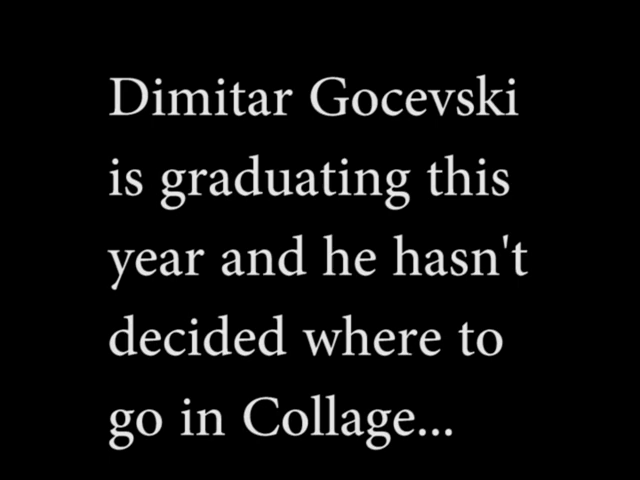 Dimitar Gocevski
is graduating this
year and he hasn't
decided where to
go in Collage...